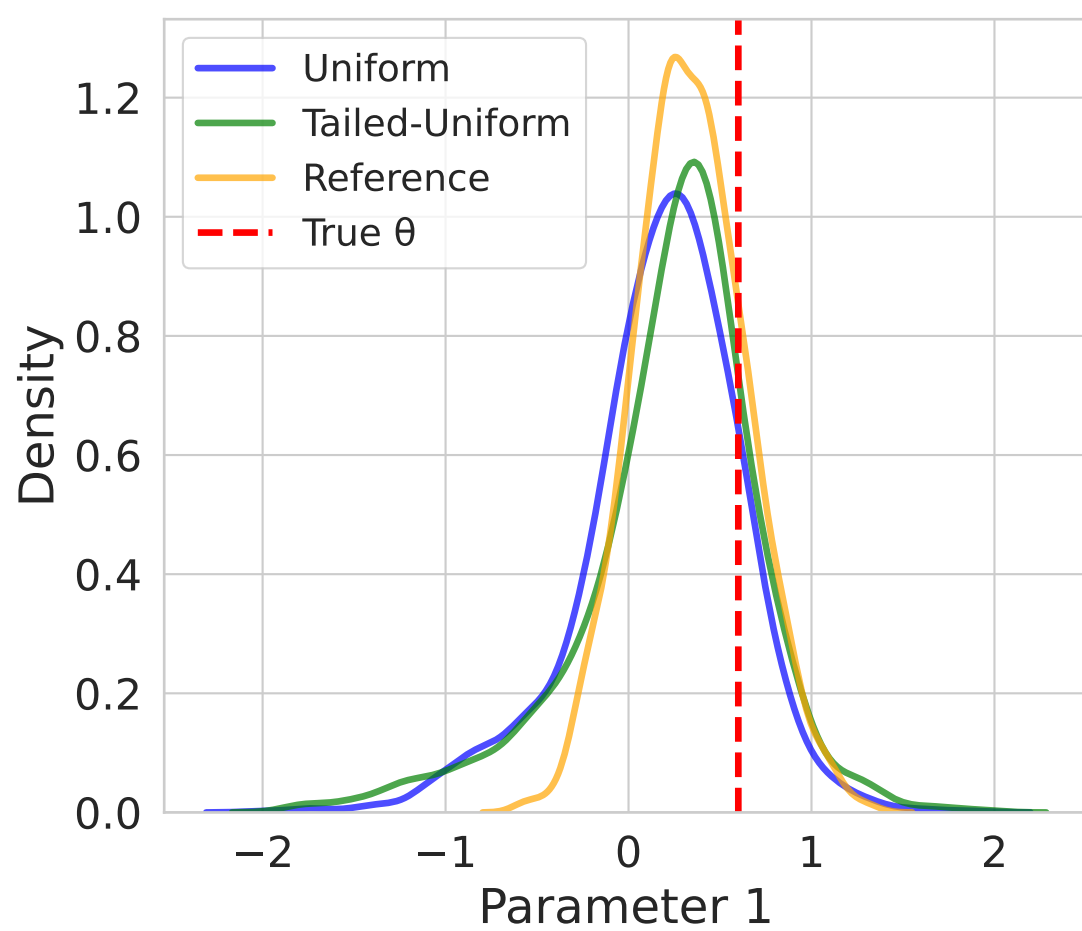 Uniform
Tailed-Uniform
Reference
True θ
Density
1.2
1.0
0.8
0.6
0.4
0.2
0.0
−2 −1 0 1 2
Parameter 1